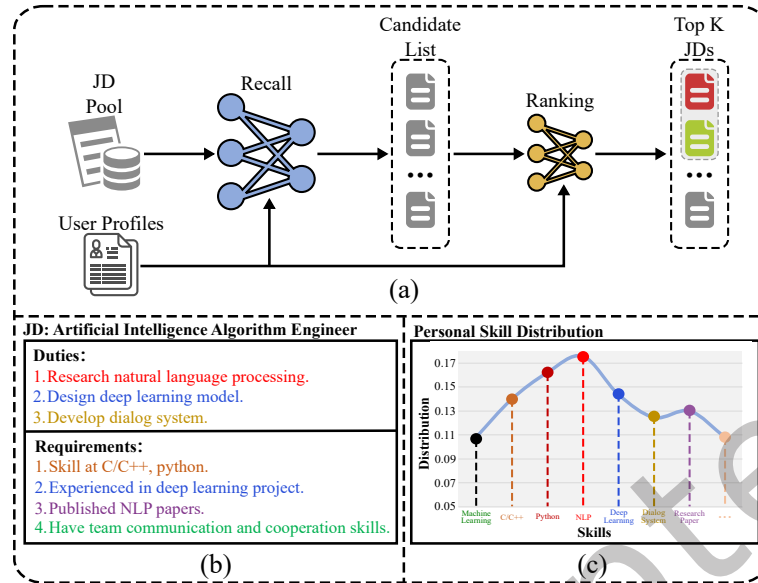 Candidate
List
Top K
JDs
JD
Pool
Recall
Ranking
...
...
User Profiles
(a)
JD: Artificial Intelligence Algorithm Engineer
Duties:
1.Research natural language processing.
2.Design deep learning model.
3.Develop dialog system.
Requirements:
1.Skill at C/C++, python.
2.Experienced in deep learning project.
3.Published NLP papers.
4.Have team communication and cooperation skills.
(b)
Personal Skill Distribution
0.17
0.15
0.13
0.11
0.09
0.07
0.05
Distribution
Machine
Learning
C/C++
Python
NLP
Deep
Learning
Dialog
System
Research
Paper
---
Skills
(c)
pte